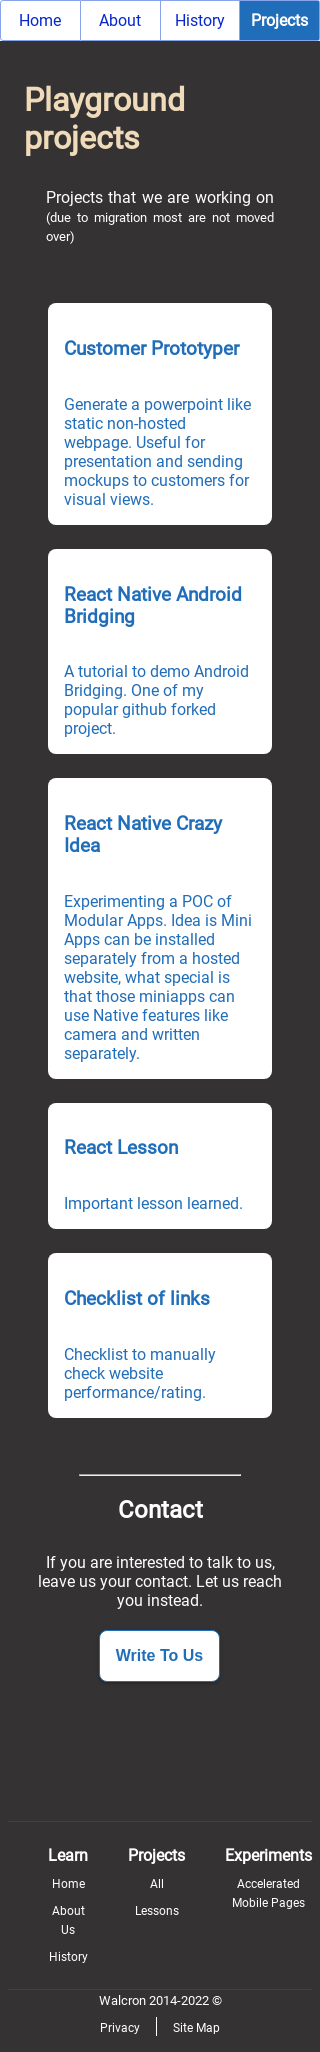 Home About History Projects
Playground
projects
Projects that we are working on
(due to migration most are not moved
over)
Customer Prototyper
Generate a powerpoint like
static non-hosted
webpage. Useful for
presentation and sending
mockups to customers for
visual views.
React Native Android
Bridging
A tutorial to demo Android
Bridging. One of my
popular github forked
project.
React Native Crazy
Idea
Experimenting a POC of
Modular Apps. Idea is Mini
Apps can be installed
separately from a hosted
website, what special is
that those miniapps can
use Native features like
camera and written
separately.
React Lesson
Important lesson learned.
Checklist of links
Checklist to manually
check website
performance/rating.
Contact
If you are interested to talk to us,
leave us your contact. Let us reach
you instead.
Write To Us
Learn
Home
About
Us
History
Projects
All
Lessons
Experiments
Accelerated
Mobile Pages
Walcron 2014-2022 ©
Privacy Site Map